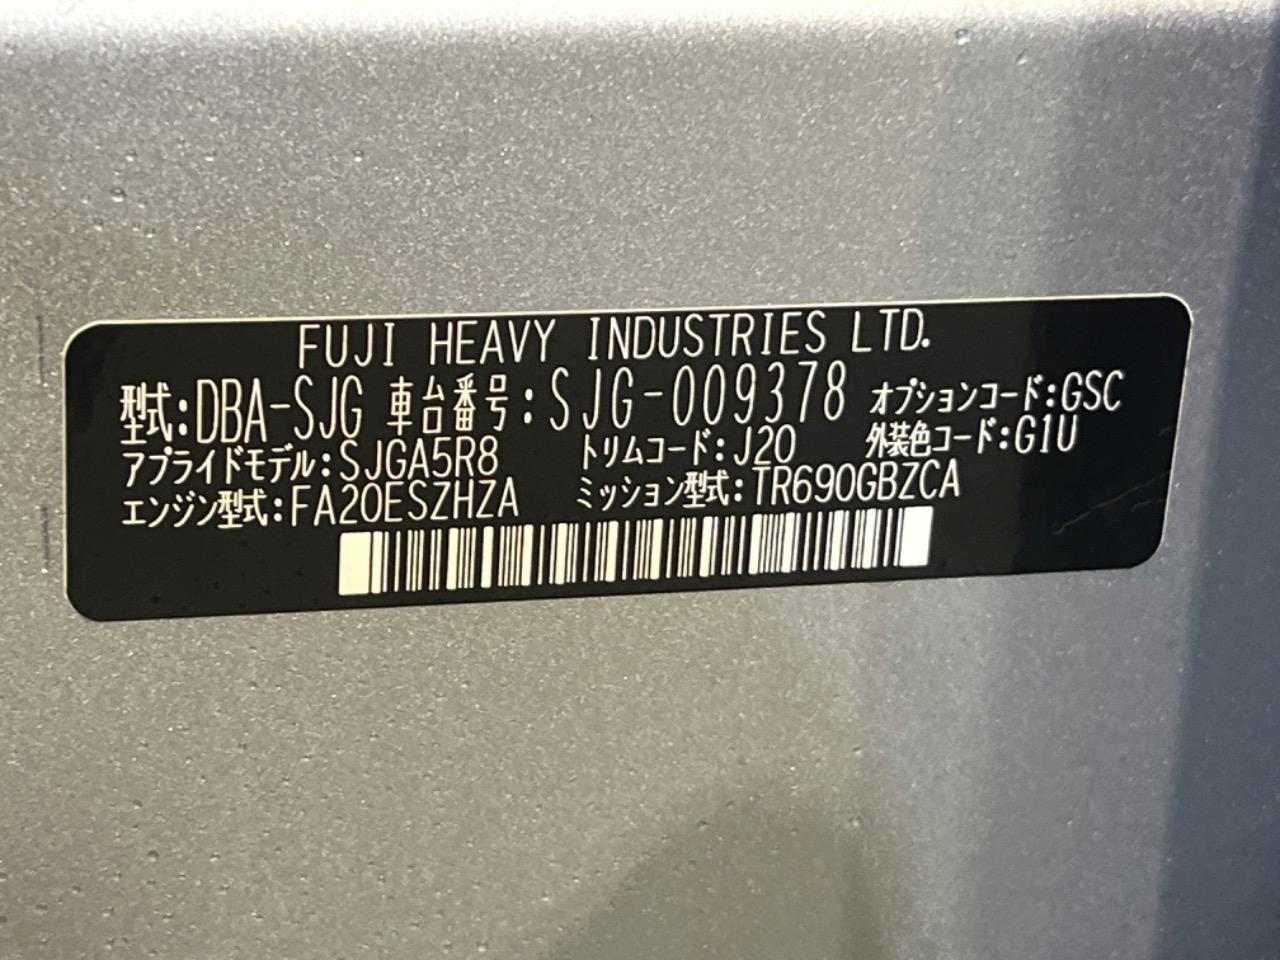 FUJI HEAVY INDUSTRIES LTD.
型式:DBA-SJG 車台番号:SJG-009378 オプションコード:GSC
アプライドモデル:SJGA5R8 トリムコード:J20 外装色コード:G1U
エンジン型式:FA20ESZHZA ミッション型式:TR690GBZCA